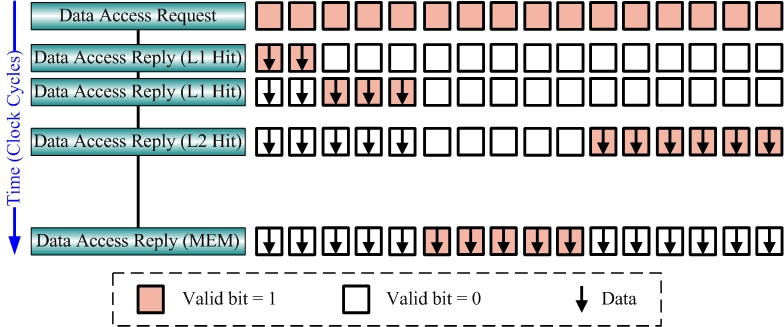 Data Access Request
Data Access Reply (L1 Hit)
Data Access Reply (L1 Hit)
Data Access Reply (L2 Hit)
Data Access Reply (MEM)
Time (Clock Cycles)
Valid bit = 1
Valid bit = 0
Data